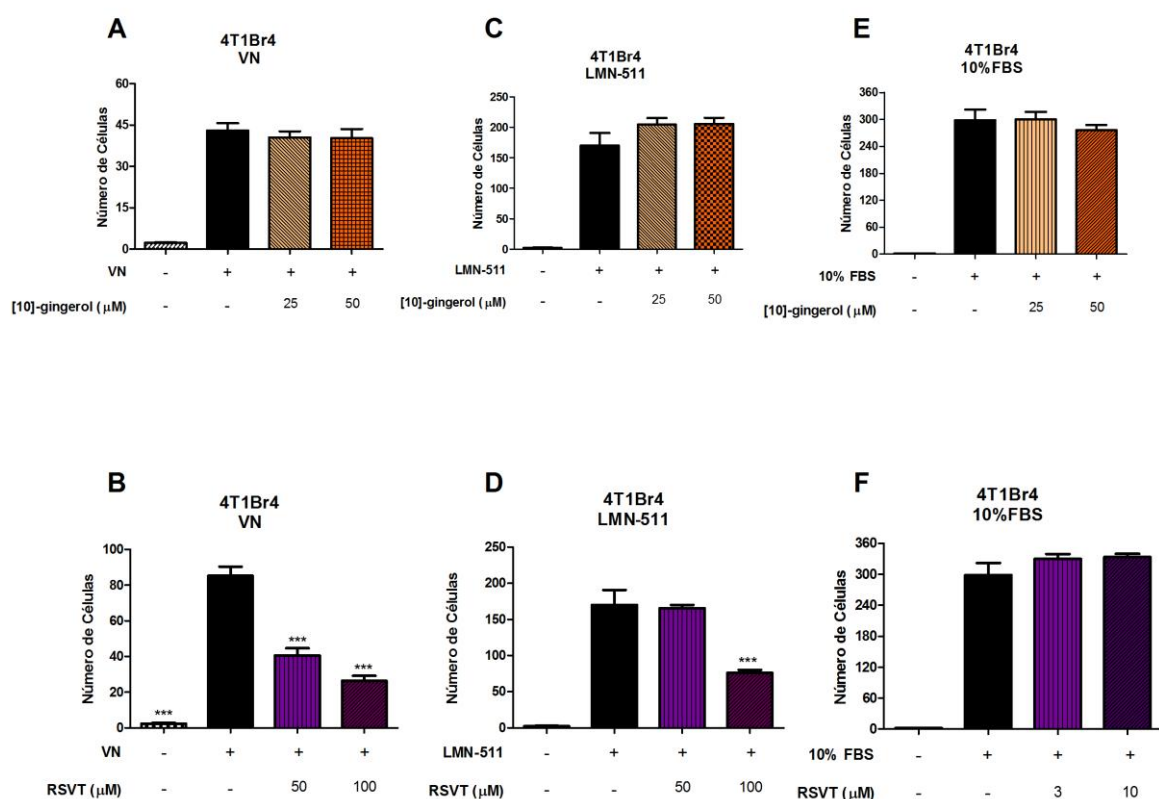 A
4T1Br4
VN
Número de Células
60
45
30
15
0
VN - + + +
[10]-gingerol (μM) - - 25 50
C
4T1Br4
LMN-511
Número de Células
250
200
150
100
50
0
LMN-511 - + + +
[10]-gingerol (μM) - - 25 50
E
4T1Br4
10%FBS
Número de Células
360
300
240
180
120
60
0
10% FBS - + + +
[10]-gingerol (μM) - - 25 50
B
4T1Br4
VN
Número de Células
100
80
60
40
20
0
*** *** ***
VN - + + +
RSVT (μM) - - 50 100
D
4T1Br4
LMN-511
Número de Células
250
200
150
100
50
0
***
LMN-511 - + + +
RSVT (μM) - - 50 100
F
4T1Br4
10%FBS
Número de Células
360
300
240
180
120
60
0
10% FBS - + + +
RSVT (μM) - - 3 10